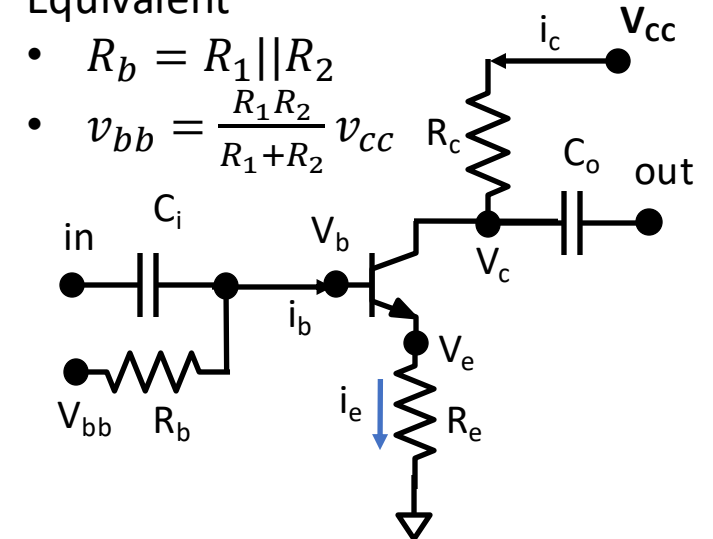 Equivalent
• R_b = R_1||R_2
• v_bb = \frac{R_1R_2}{R_1+R_2} v_cc
i_c
V_cc
R_c
C_o
out
C_i
in
V_b
V_c
i_b
V_e
V_bb
R_b
i_e
R_e